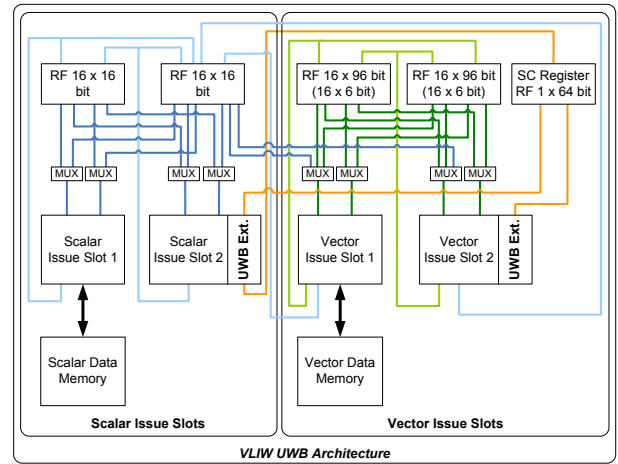 RF 16 x 16
bit
RF 16 x 16
bit
RF 16 x 96 bit
(16 x 6 bit)
RF 16 x 96 bit
(16 x 6 bit)
SC Register
RF 1 x 64 bit
MUX
MUX
MUX
MUX
MUX
MUX
MUX
MUX
Scalar
Issue Slot 1
Scalar
Issue Slot 2
UWB Ext.
Vector
Issue Slot 1
Vector
Issue Slot 2
UWB Ext.
Scalar Data
Memory
Vector Data
Memory
Scalar Issue Slots
Vector Issue Slots
VLIW UWB Architecture